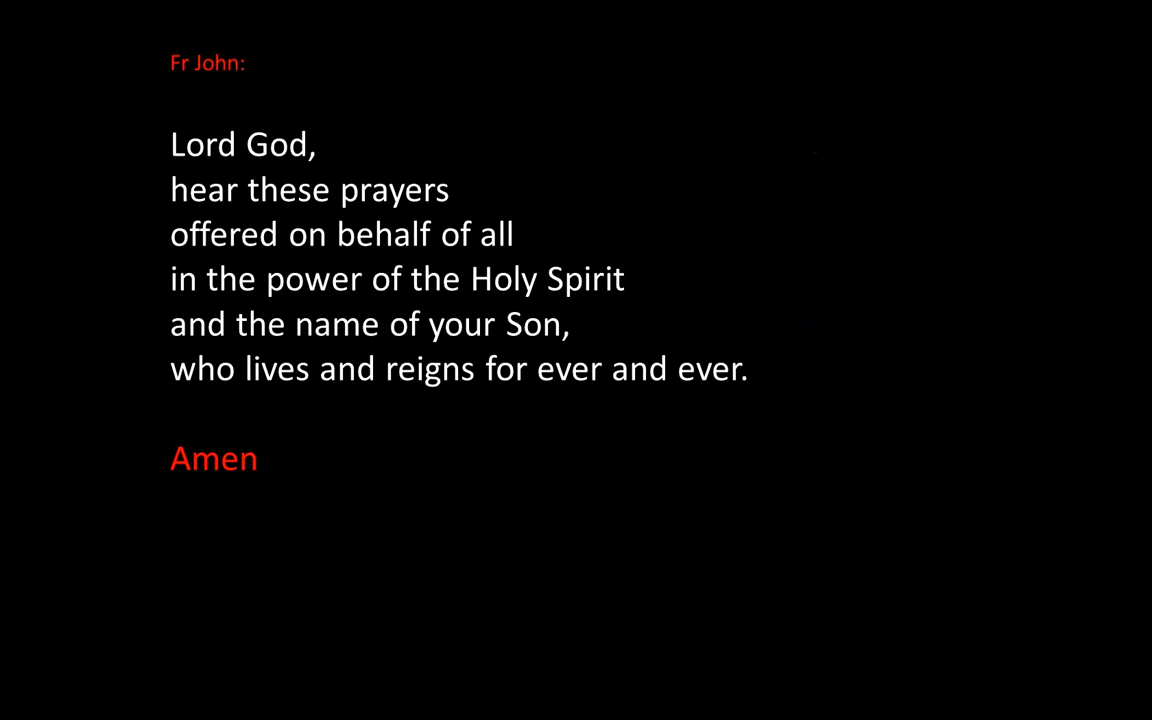 Fr John:
Lord God,
hear these prayers
offered on behalf of all
in the power of the Holy Spirit
and the name of your Son,
who lives and reigns for ever and ever.
Amen